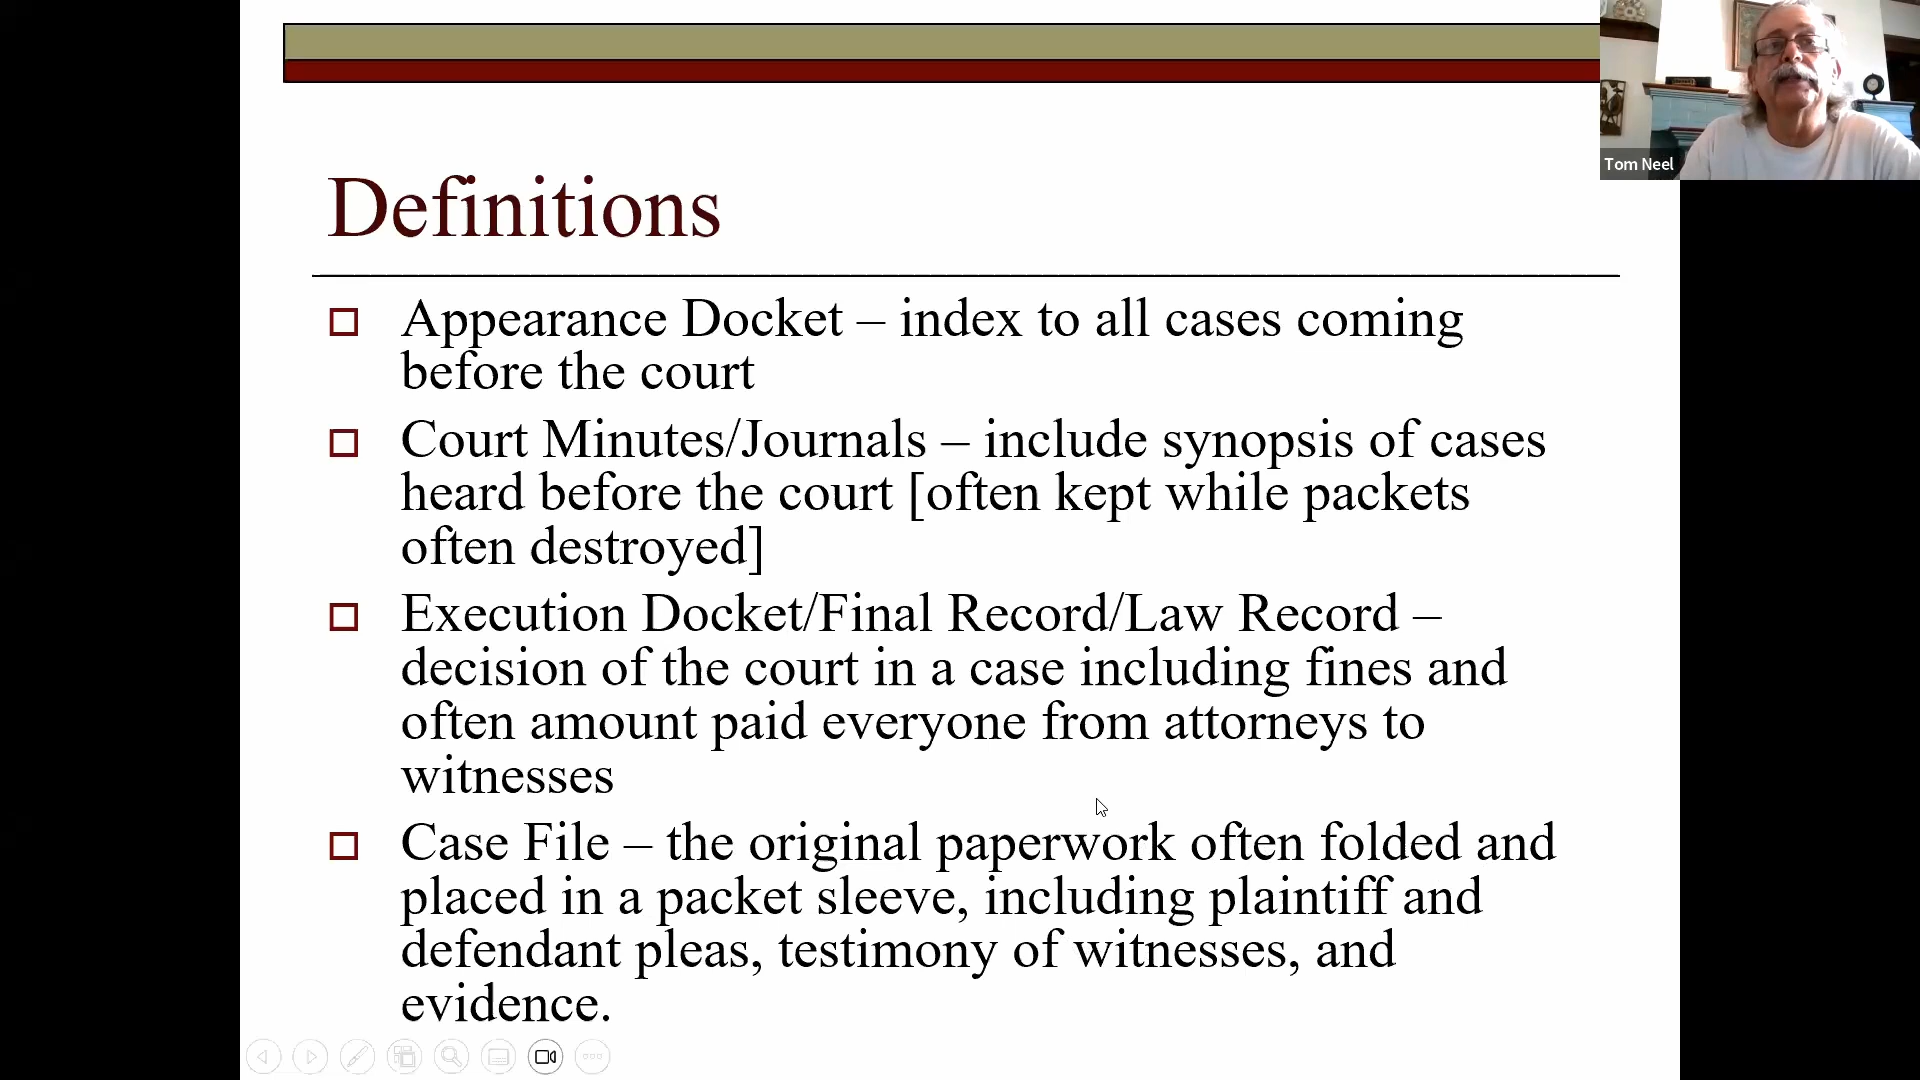 Definitions
Appearance Docket – index to all cases coming
before the court
Court Minutes/Journals – include synopsis of cases
heard before the court [often kept while packets
often destroyed]
Execution Docket/Final Record/Law Record –
decision of the court in a case including fines and
often amount paid everyone from attorneys to
witnesses
Case File – the original paperwork often folded and
placed in a packet sleeve, including plaintiff and
defendant pleas, testimony of witnesses, and
evidence.
Tom Neel